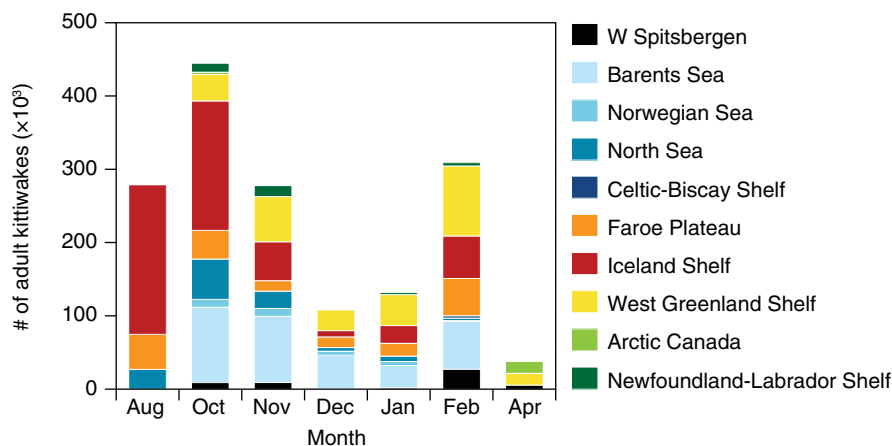 # of adult kittiwakes (×10³)
500
400
300
200
100
0
Aug Oct Nov Dec Jan Feb Apr
Month
W Spitsbergen
Barents Sea
Norwegian Sea
North Sea
Celtic-Biscay Shelf
Faroe Plateau
Iceland Shelf
West Greenland Shelf
Arctic Canada
Newfoundland-Labrador Shelf